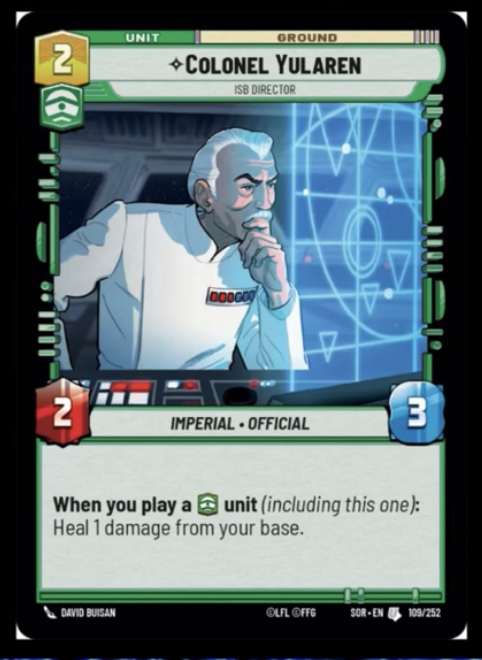 UNIT GROUND
2
✧COLONEL YULAREN
ISB DIRECTOR
2
IMPERIAL • OFFICIAL
3
When you play a unit (including this one):
Heal 1 damage from your base.
DAVID BUISAN ©LFL ©FFG SOR • EN 109/252